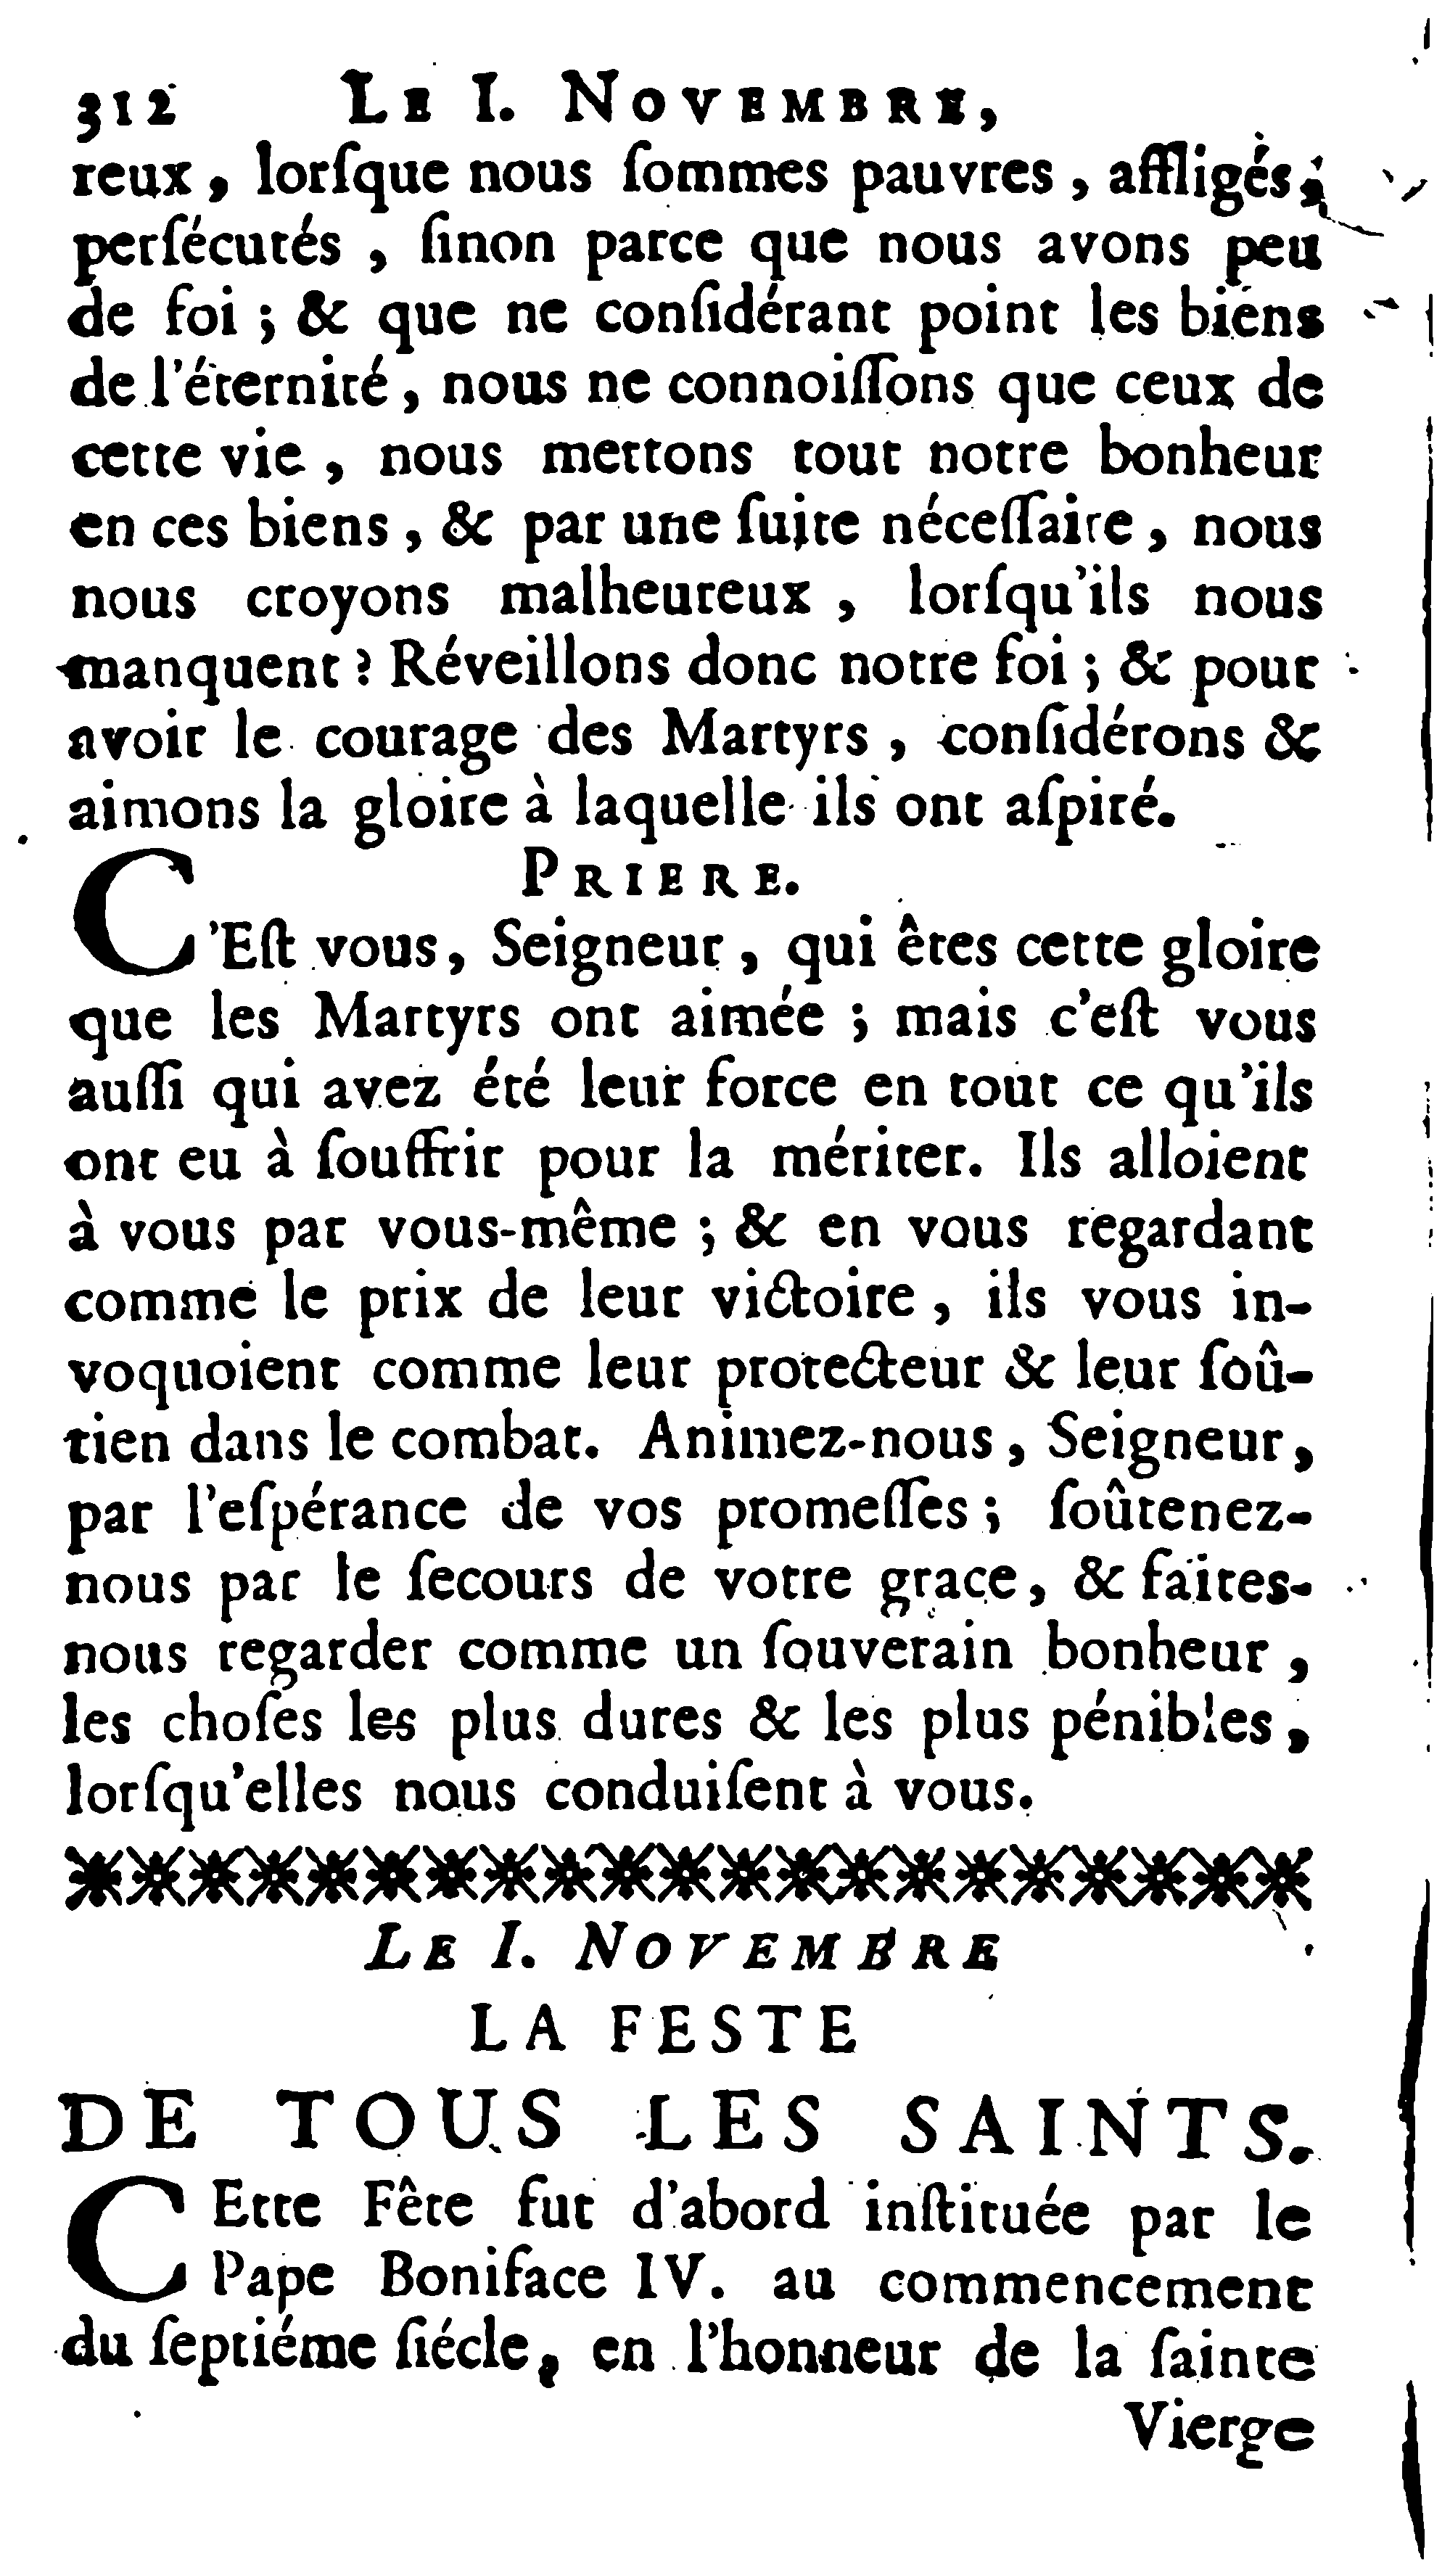 312 LE I. NOVEMBRE,
reux, lorſque nous ſommes pauvres, affligés,
perſécutés, ſinon parce que nous avons peu
de foi ; & que ne conſidérant point les biens
de l'éternité, nous ne connoiſſons que ceux de
cette vie, nous mettons tout notre bonheur
en ces biens, & par une ſuite néceſſaire, nous
nous croyons malheureux, lorſqu'ils nous
manquent ? Réveillons donc notre foi ; & pour
avoir le courage des Martyrs, conſidérons &
aimons la gloire à laquelle ils ont aſpiré.
PRIERE.
C'Eſt vous, Seigneur, qui êtes cette gloire
que les Martyrs ont aimée ; mais c'eſt vous
auſſi qui avez été leur force en tout ce qu'ils
ont eu à ſouffrir pour la mériter. Ils alloient
à vous par vous-même ; & en vous regardant
comme le prix de leur victoire, ils vous in-
voquoient comme leur protecteur & leur ſoû-
tien dans le combat. Animez-nous, Seigneur,
par l'eſpérance de vos promeſſes ; ſoûtenez-
nous par le ſecours de votre grace, & faites-
nous regarder comme un ſouverain bonheur,
les choſes les plus dures & les plus pénibles,
lorſqu'elles nous conduiſent à vous.
LE I. NOVEMBRE
LA FESTE
DE TOUS LES SAINTS.
CEtte Fête fut d'abord inſtituée par le
Pape Boniface IV. au commencement
du ſeptiéme ſiécle, en l'honneur de la ſainte
Vierge